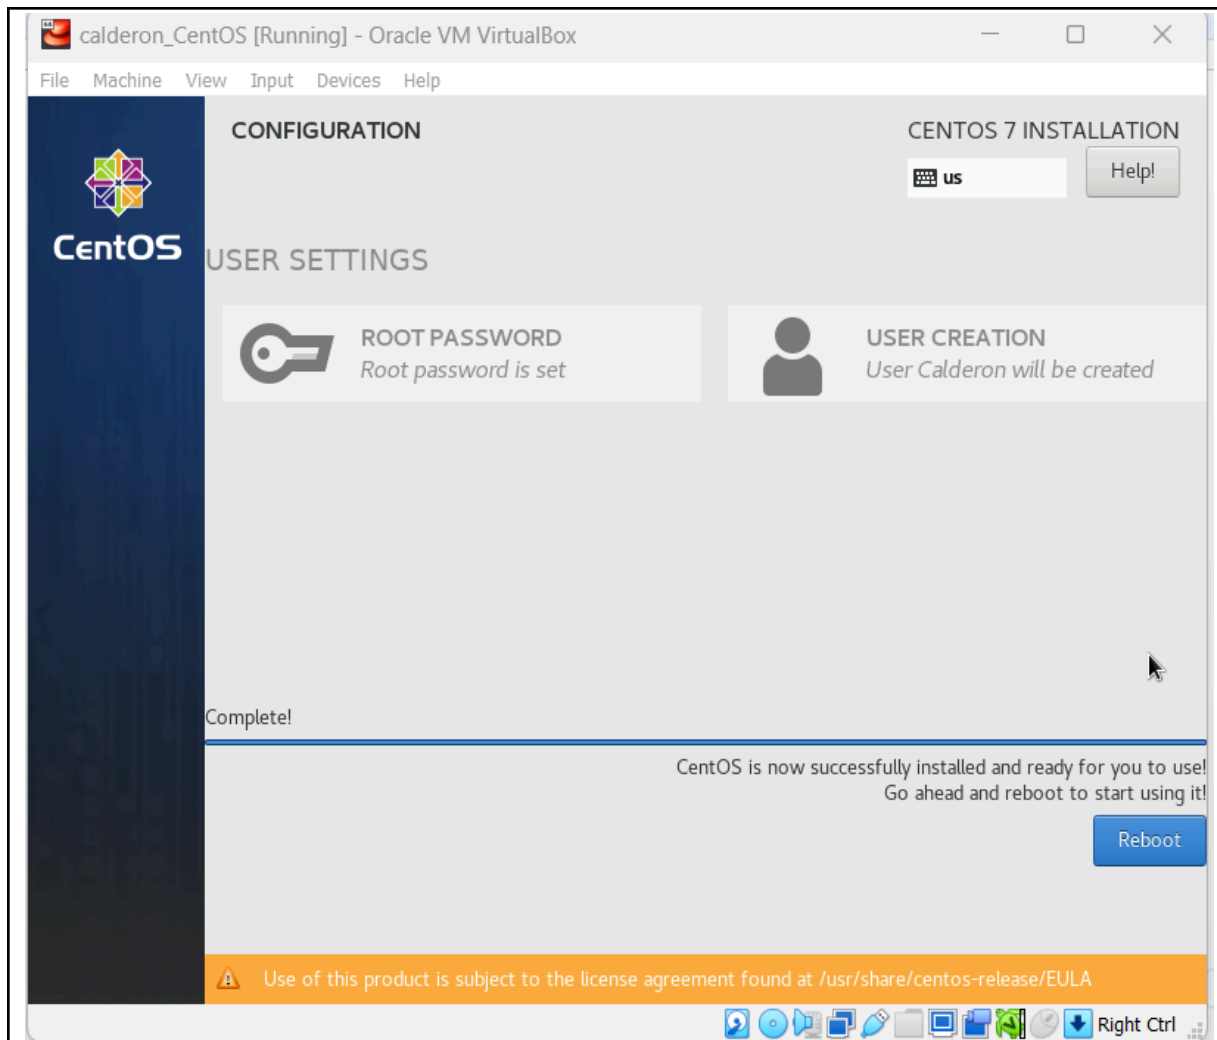 calderon_CentOS [Running] - Oracle VM VirtualBox
File Machine View Input Devices Help
CONFIGURATION
CENTOS 7 INSTALLATION
us
Help!
CentOS
USER SETTINGS
ROOT PASSWORD
Root password is set
USER CREATION
User Calderon will be created
Complete!
CentOS is now successfully installed and ready for you to use!
Go ahead and reboot to start using it!
Reboot
Use of this product is subject to the license agreement found at /usr/share/centos-release/EULA
Right Ctrl